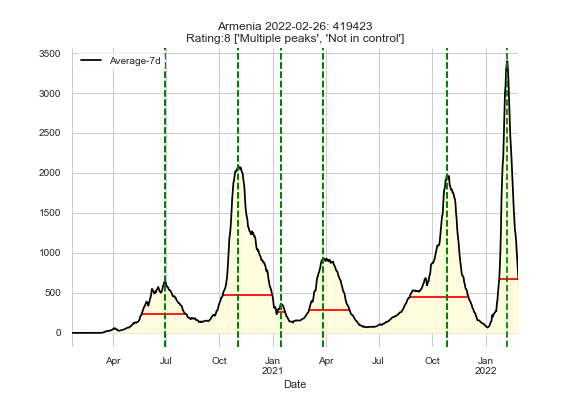 Armenia 2022-02-26: 419423
Rating:8 ['Multiple peaks', 'Not in control']
Average-7d
3500
3000
2500
2000
1500
1000
500
0
Apr Jul Oct Jan Apr Jul Oct Jan
2021 2022
Date